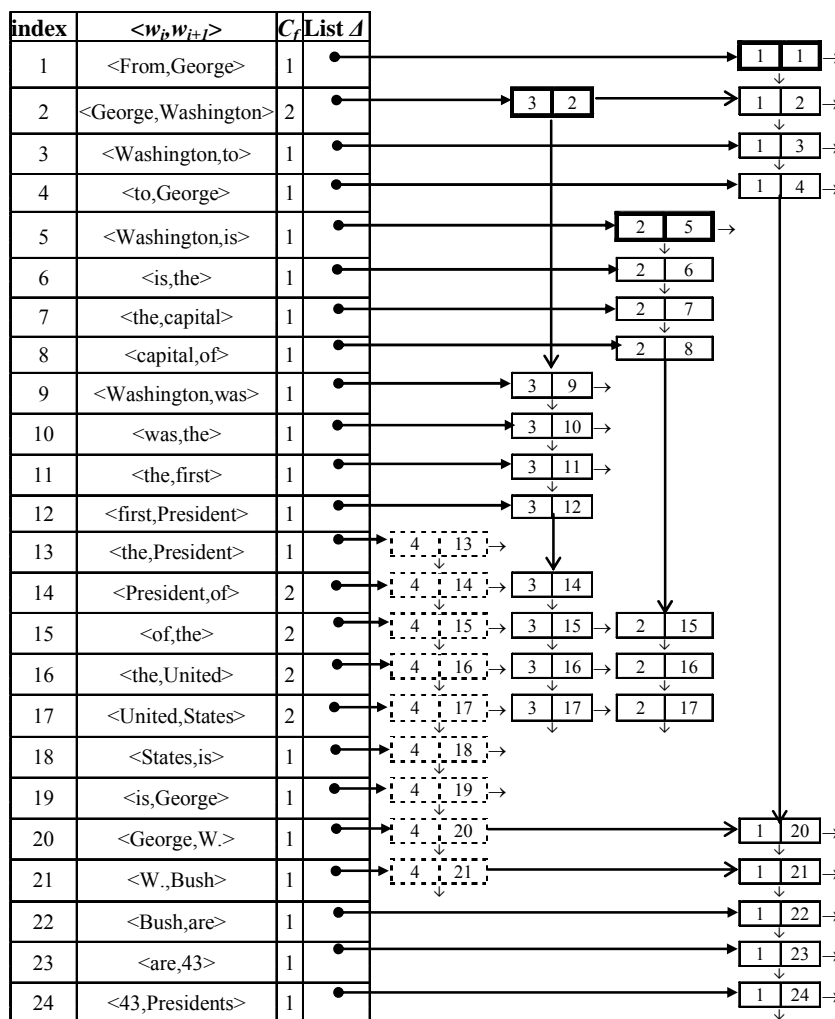 index <wi,wi+1> Cf List Δ
1 <From,George> 1 1 1 →
↓
2 <George,Washington> 2 3 2 1 2 →
↓
3 <Washington,to> 1 1 3 →
↓
4 <to,George> 1 1 4 →
5 <Washington,is> 1 2 5 →
↓
6 <is,the> 1 2 6
↓
7 <the,capital> 1 2 7
↓
8 <capital,of> 1 2 8
9 <Washington,was> 1 3 9 →
↓
10 <was,the> 1 3 10 →
↓
11 <the,first> 1 3 11 →
↓
12 <first,President> 1 3 12
13 <the,President> 1 4 13 →
↓
14 <President,of> 2 4 14 → 3 14
↓ ↓
15 <of,the> 2 4 15 → 3 15 → 2 15
↓ ↓ ↓
16 <the,United> 2 4 16 → 3 16 → 2 16
↓ ↓ ↓
17 <United,States> 2 4 17 → 3 17 → 2 17
↓ ↓ ↓
18 <States,is> 1 4 18 →
↓
19 <is,George> 1 4 19 →
↓
20 <George,W.> 1 4 20 1 20 →
↓ ↓
21 <W.,Bush> 1 4 21 1 21 →
↓ ↓
22 <Bush,are> 1 1 22 →
↓
23 <are,43> 1 1 23 →
↓
24 <43,Presidents> 1 1 24 →
↓